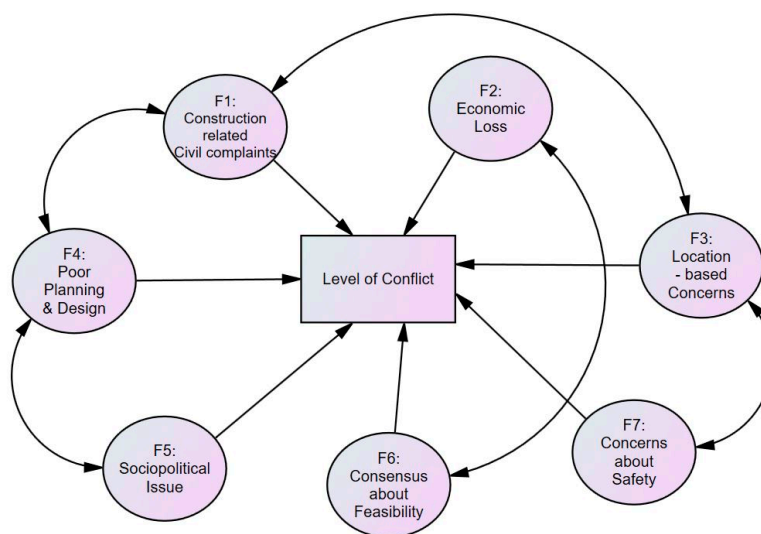 F1:
Construction
related
Civil complaints
F2:
Economic
Loss
F3:
Location
- based
Concerns
F4:
Poor
Planning
& Design
Level of Conflict
F5:
Sociopolitical
Issue
F6:
Consensus
about
Feasibility
F7:
Concerns
about
Safety